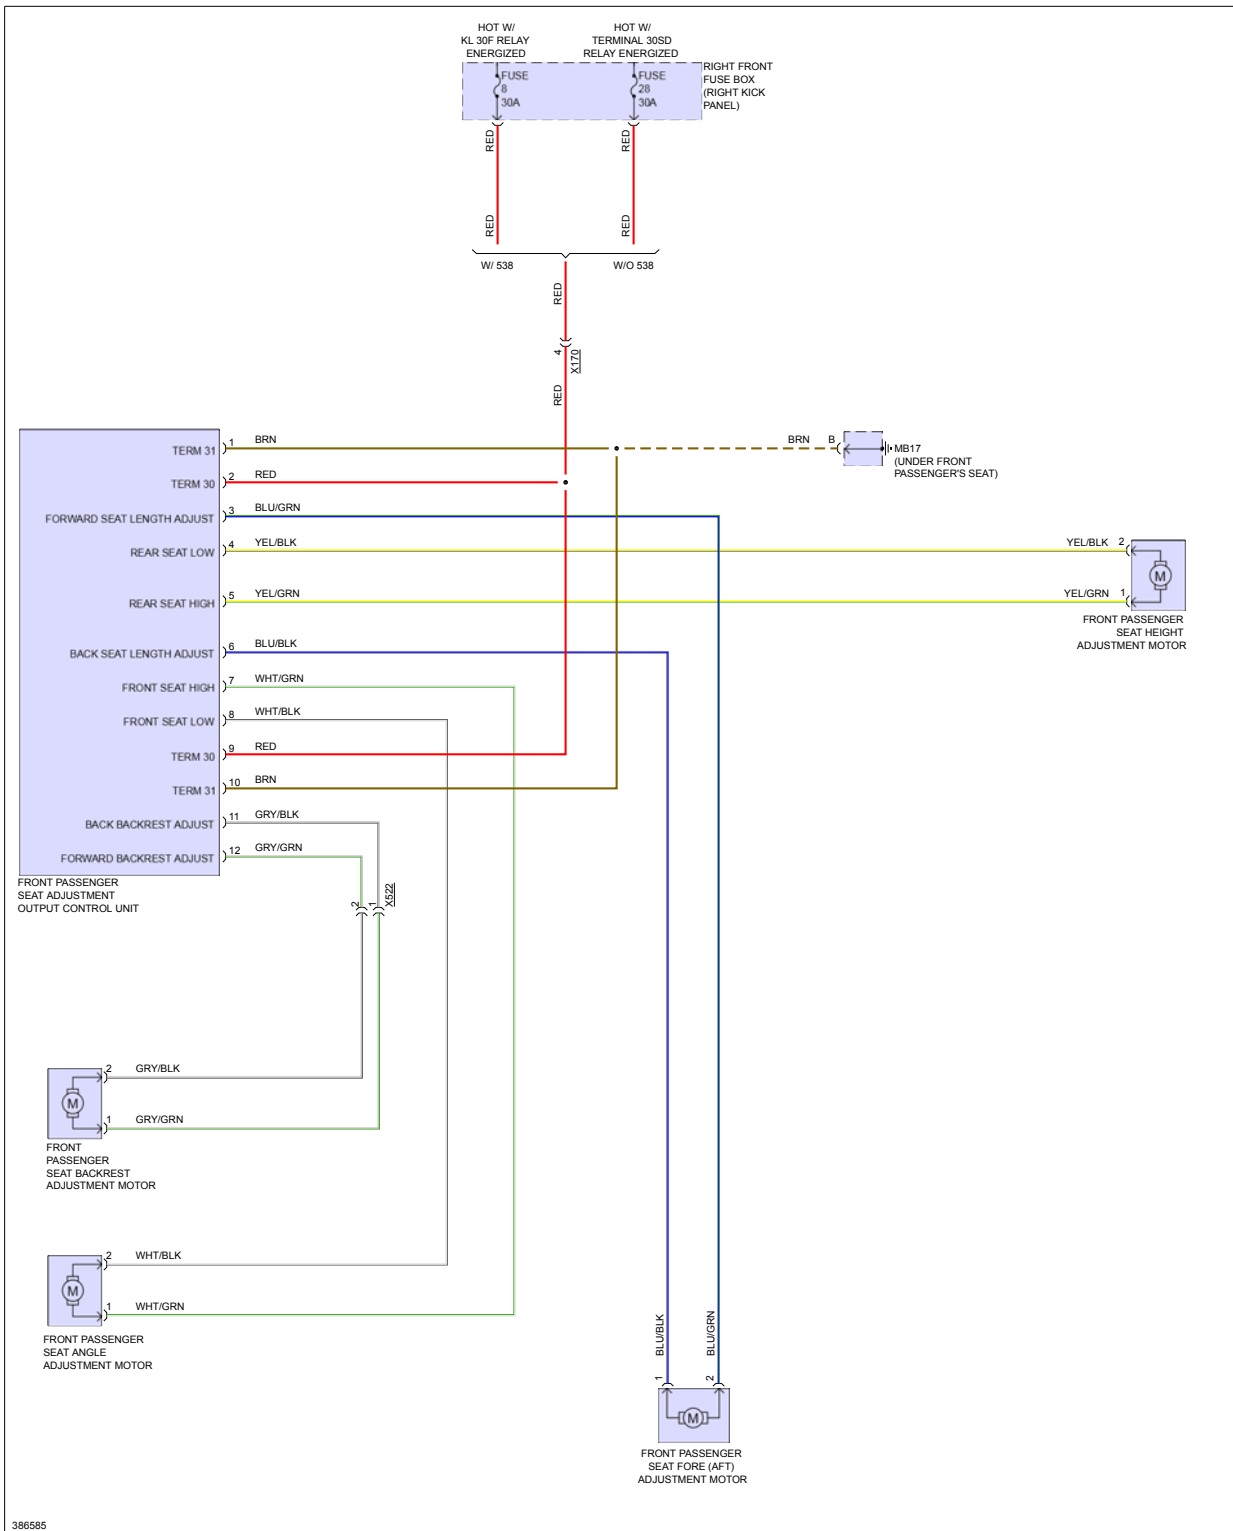 HOT W/
KL 30F RELAY
ENERGIZED
HOT W/
TERMINAL 30SD
RELAY ENERGIZED
FUSE
8
30A
FUSE
28
30A
RIGHT FRONT
FUSE BOX
(RIGHT KICK
PANEL)
RED
RED
RED
RED
W/ 538
W/O 538
RED
4
X170
RED
TERM 31
1
BRN
BRN
B
MB17
(UNDER FRONT
PASSENGER'S SEAT)
TERM 30
2
RED
FORWARD SEAT LENGTH ADJUST
3
BLU/GRN
REAR SEAT LOW
4
YEL/BLK
YEL/BLK
2
M
REAR SEAT HIGH
5
YEL/GRN
YEL/GRN
1
FRONT PASSENGER
SEAT HEIGHT
ADJUSTMENT MOTOR
BACK SEAT LENGTH ADJUST
6
BLU/BLK
FRONT SEAT HIGH
7
WHT/GRN
FRONT SEAT LOW
8
WHT/BLK
TERM 30
9
RED
TERM 31
10
BRN
BACK BACKREST ADJUST
11
GRY/BLK
FORWARD BACKREST ADJUST
12
GRY/GRN
FRONT PASSENGER
SEAT ADJUSTMENT
OUTPUT CONTROL UNIT
2
1
X522
2
GRY/BLK
M
1
GRY/GRN
FRONT
PASSENGER
SEAT BACKREST
ADJUSTMENT MOTOR
2
WHT/BLK
M
1
WHT/GRN
FRONT PASSENGER
SEAT ANGLE
ADJUSTMENT MOTOR
BLU/BLK
BLU/GRN
1
2
M
FRONT PASSENGER
SEAT FORE (AFT)
ADJUSTMENT MOTOR
386585